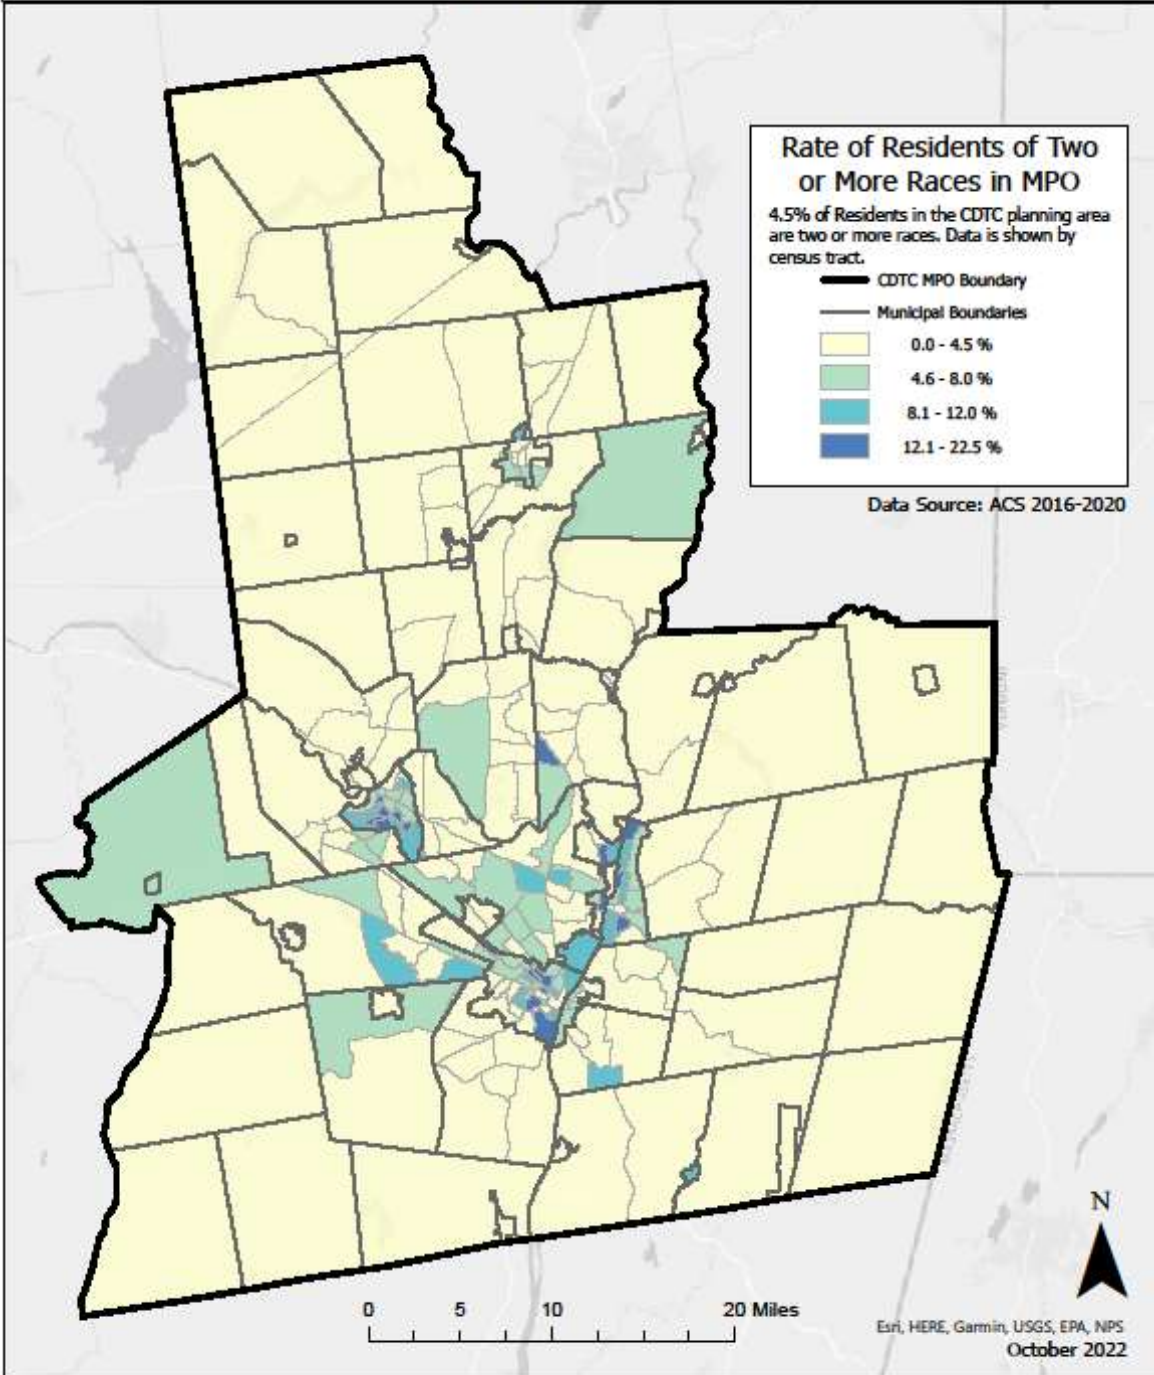 Rate of Residents of Two
or More Races in MPO
4.5% of Residents in the CDTC planning area
are two or more races. Data is shown by
census tract.
CDTC MPO Boundary
Municipal Boundaries
0.0 - 4.5 %
4.6 - 8.0 %
8.1 - 12.0 %
12.1 - 22.5 %
Data Source: ACS 2016-2020
N
0 5 10 20 Miles
Esri, HERE, Garmin, USGS, EPA, NPS
October 2022